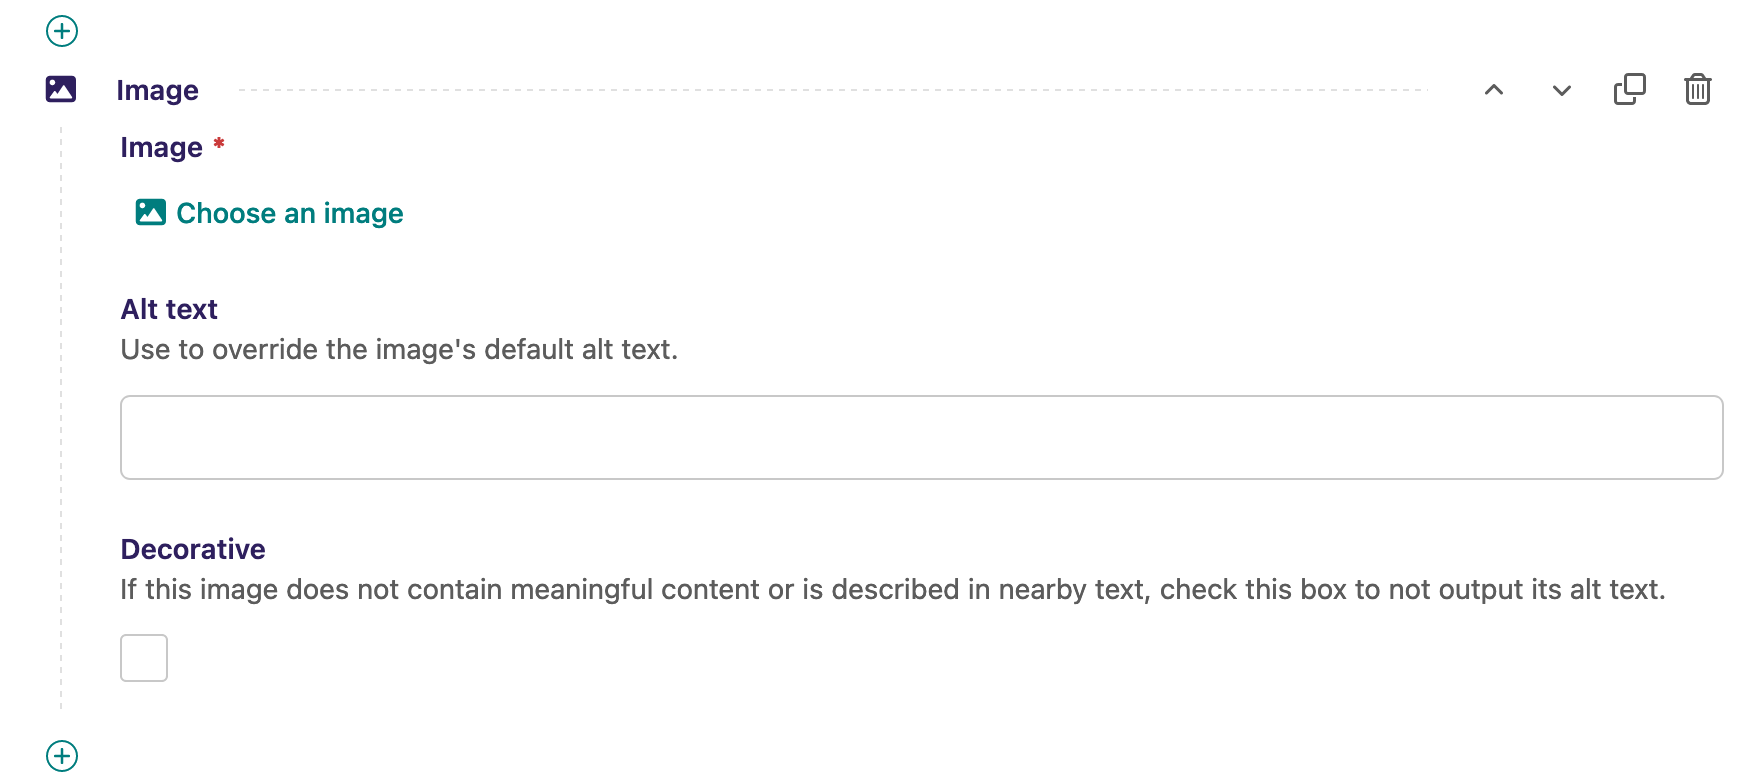 Image
Image *
Choose an image
Alt text
Use to override the image's default alt text.
Decorative
If this image does not contain meaningful content or is described in nearby text, check this box to not output its alt text.